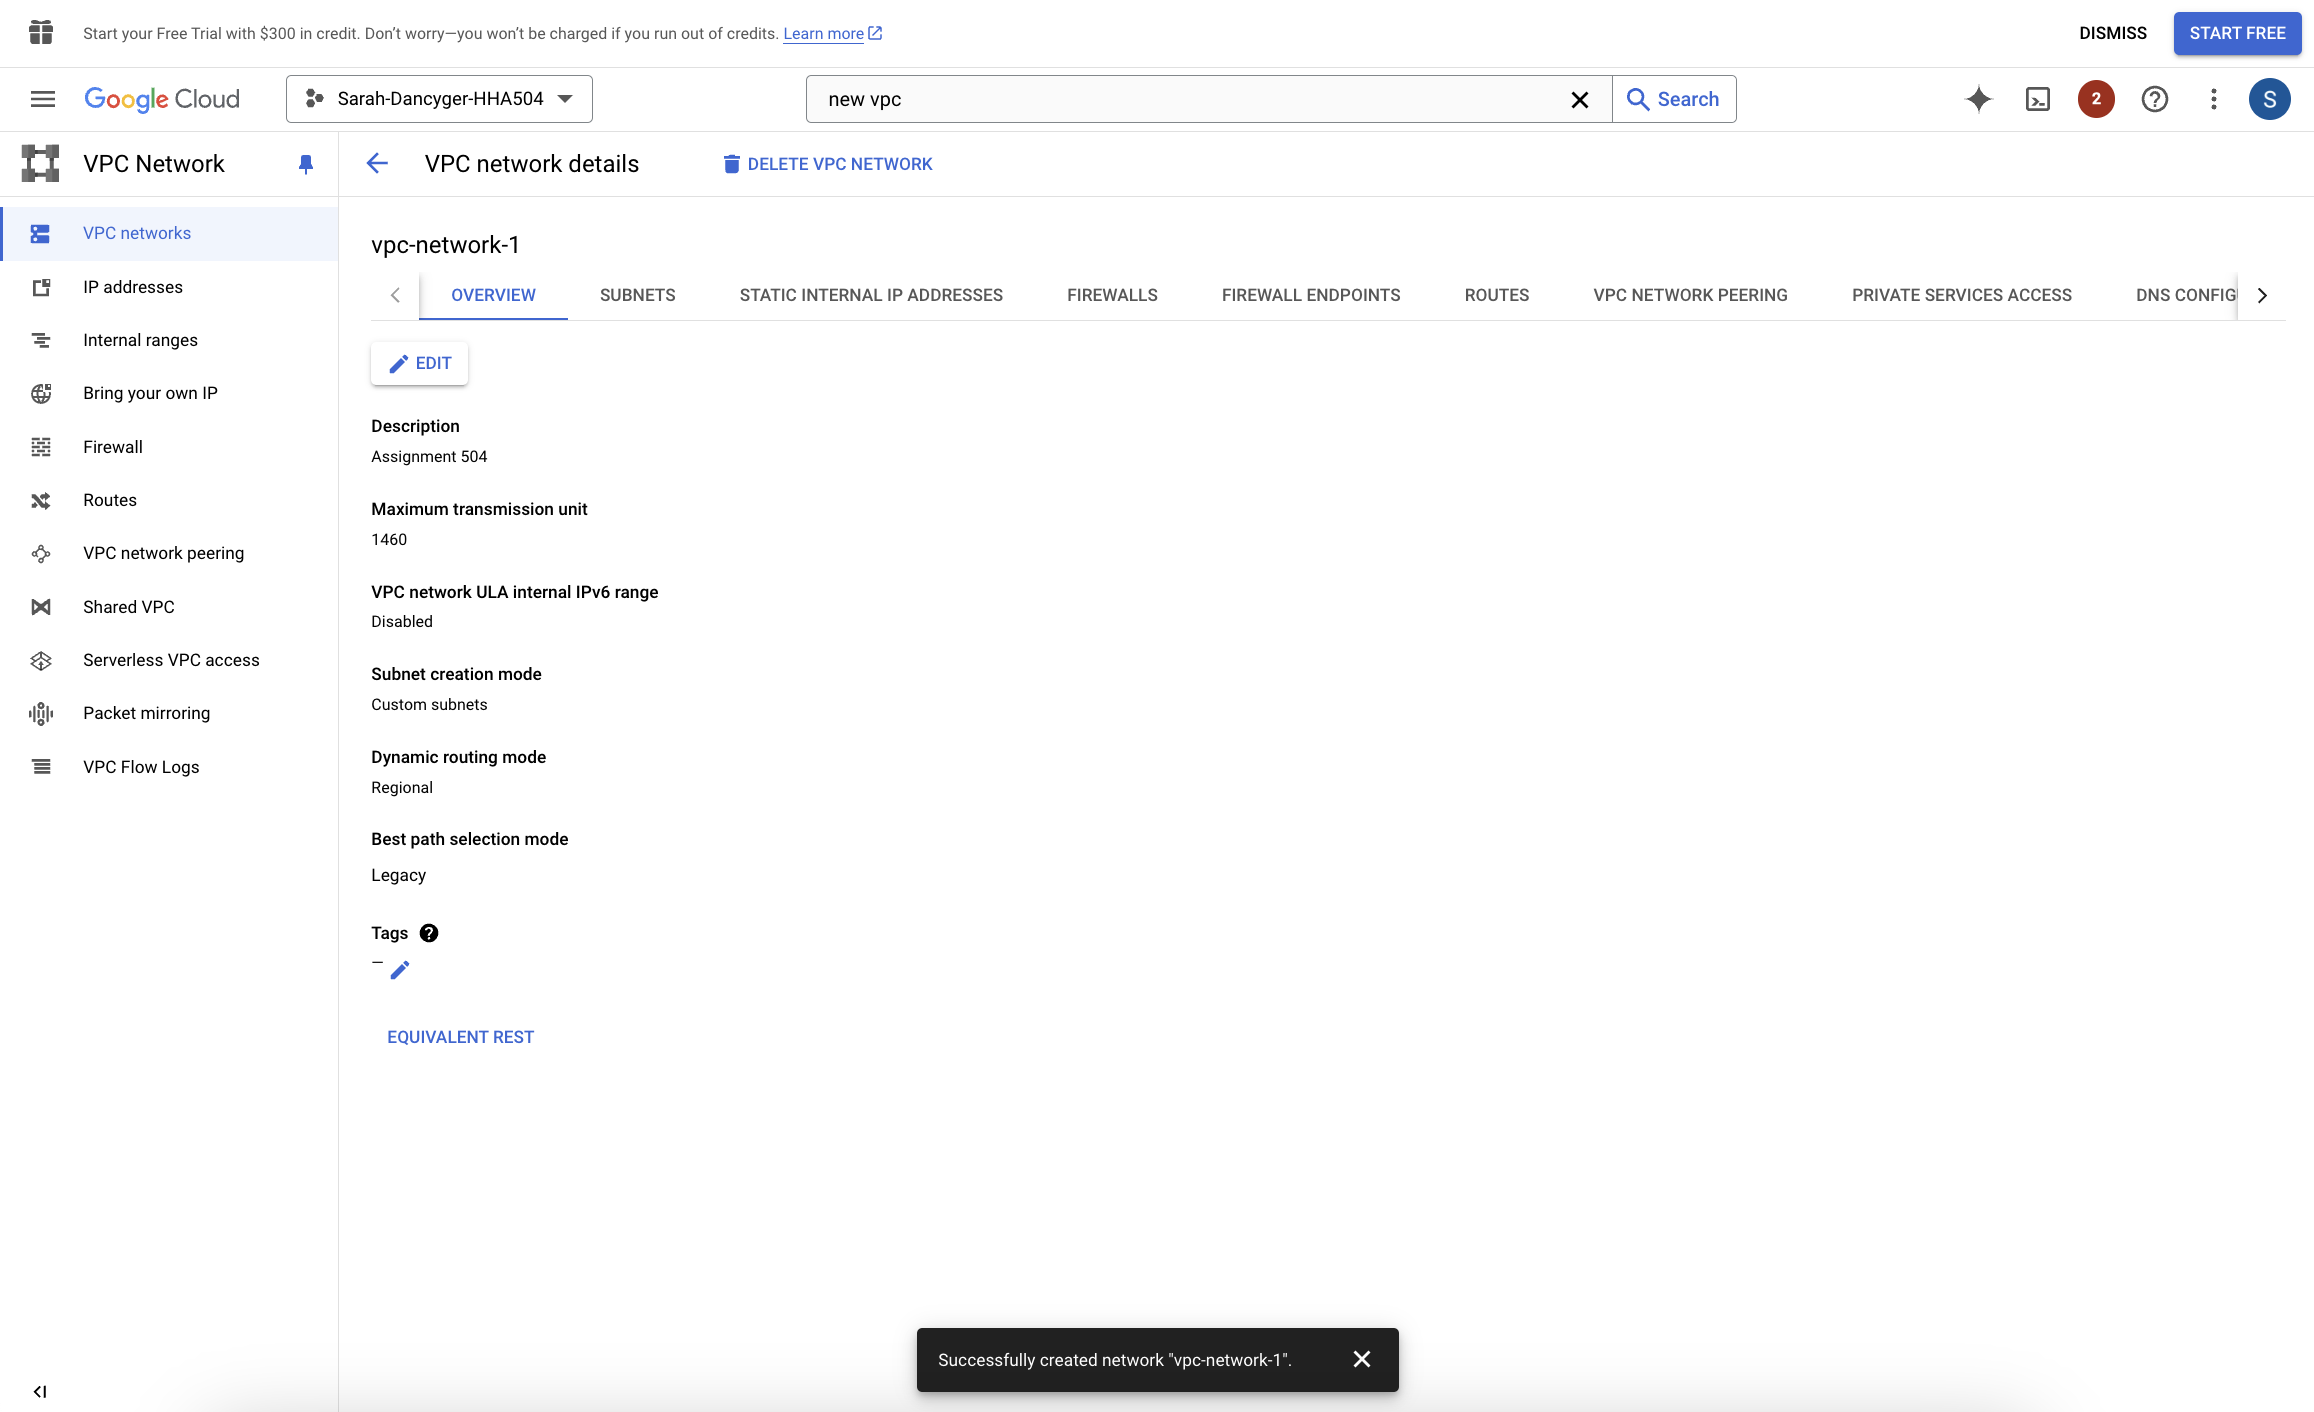 Start your Free Trial with $300 in credit. Don't worry—you won't be charged if you run out of credits. Learn more
DISMISS
START FREE
Google Cloud
Sarah-Dancyger-HHA504
new vpc
Search
2
S
VPC Network
VPC network details
DELETE VPC NETWORK
VPC networks
IP addresses
Internal ranges
Bring your own IP
Firewall
Routes
VPC network peering
Shared VPC
Serverless VPC access
Packet mirroring
VPC Flow Logs
vpc-network-1
OVERVIEW
SUBNETS
STATIC INTERNAL IP ADDRESSES
FIREWALLS
FIREWALL ENDPOINTS
ROUTES
VPC NETWORK PEERING
PRIVATE SERVICES ACCESS
DNS CONFIG
EDIT
Description
Assignment 504
Maximum transmission unit
1460
VPC network ULA internal IPv6 range
Disabled
Subnet creation mode
Custom subnets
Dynamic routing mode
Regional
Best path selection mode
Legacy
Tags
—
EQUIVALENT REST
Successfully created network "vpc-network-1".